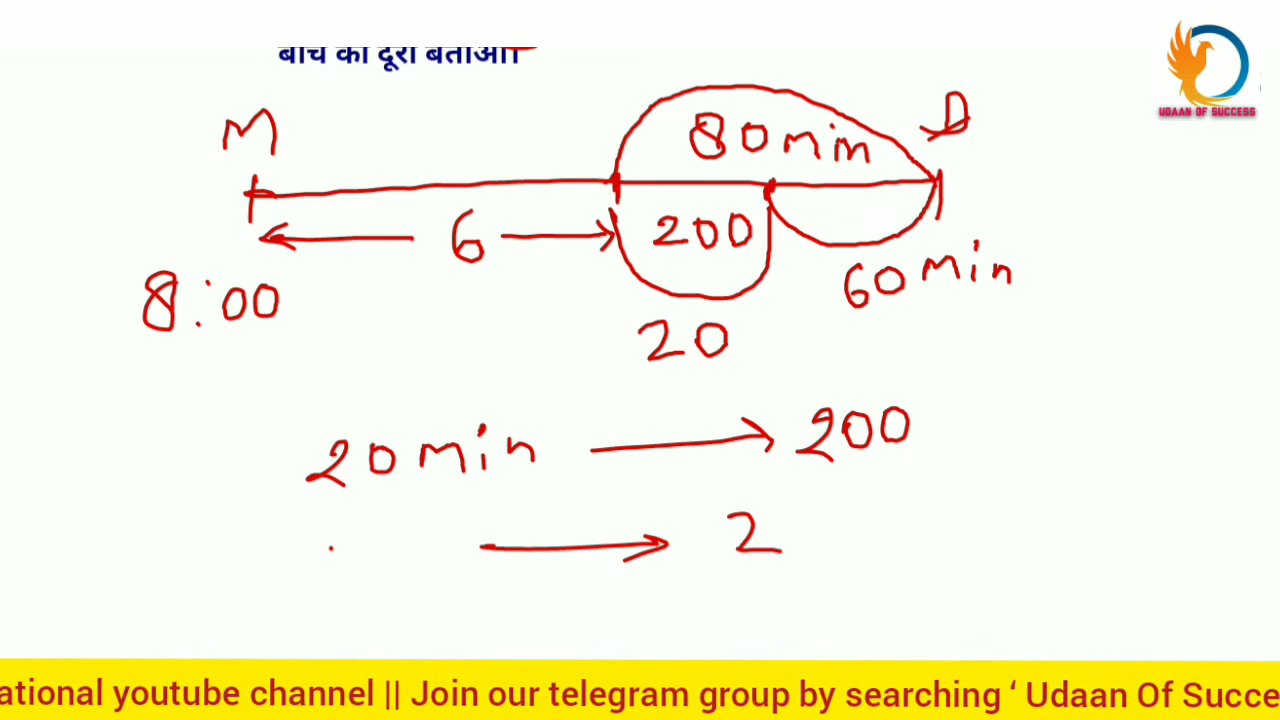 बीच की दूरी बताओ।
UDAAN OF SUCCESS
M
80min
D
6
200
8:00
60min
20
20min → 200
→ 2
ational youtube channel || Join our telegram group by searching ‘ Udaan Of Succe